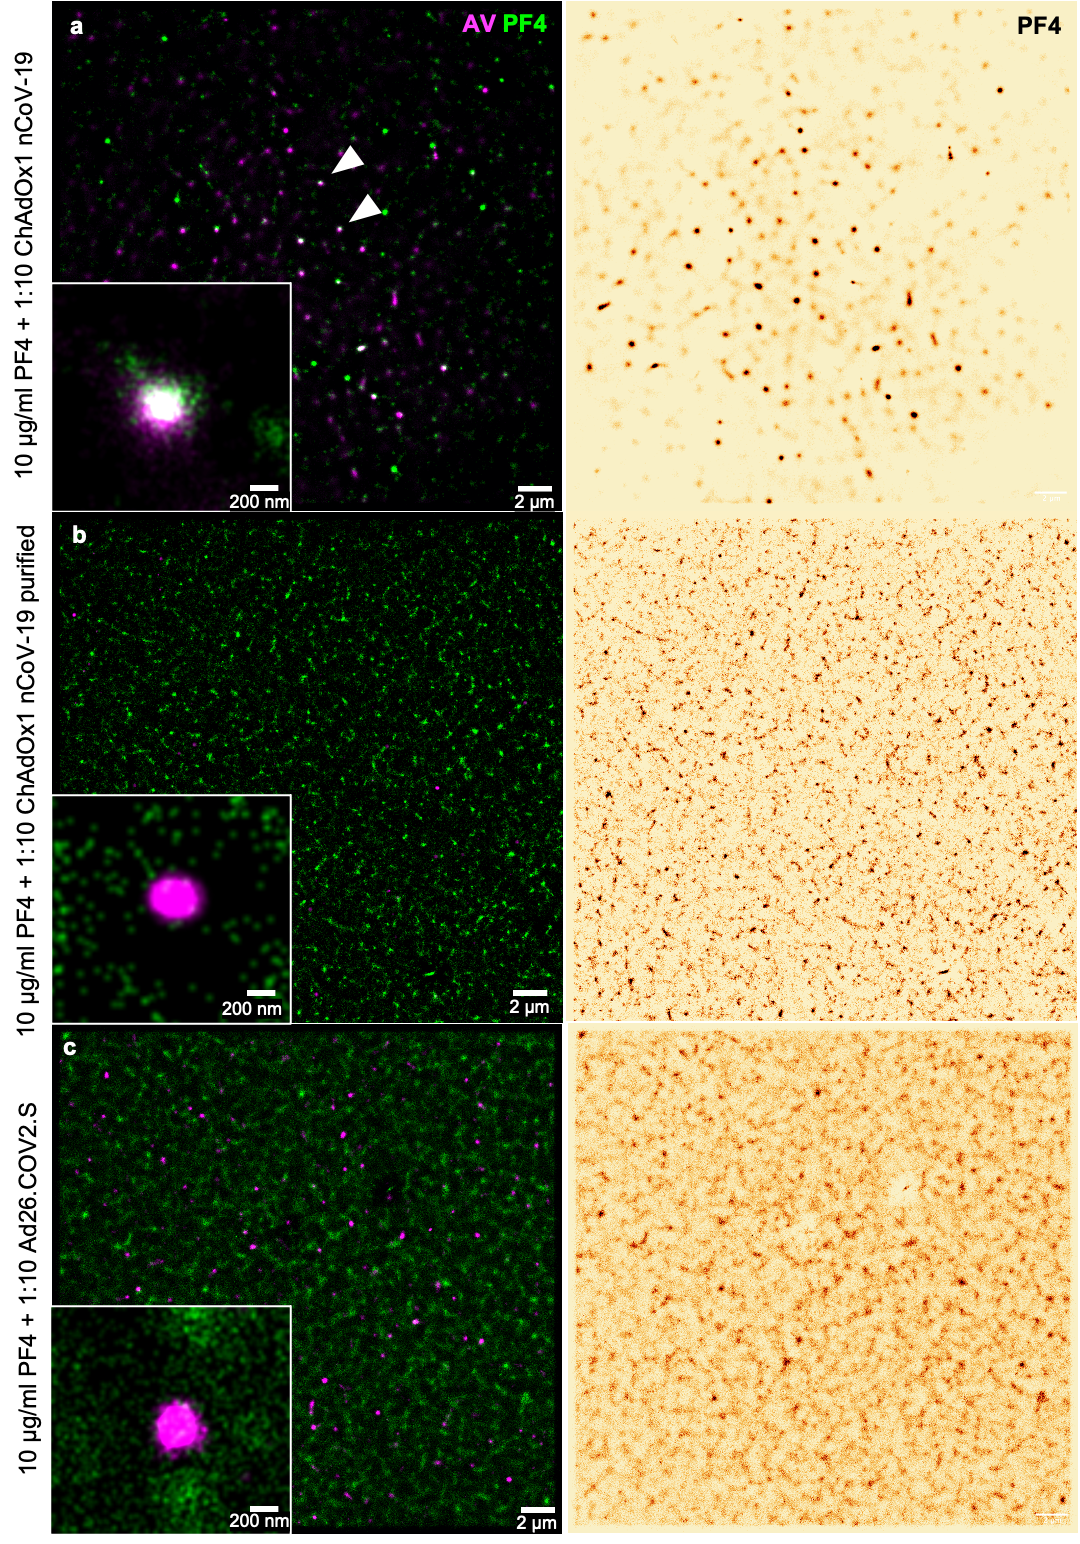 a
AV PF4
PF4
10 µg/ml PF4 + 1:10 ChAdOx1 nCoV-19
200 nm
2 µm
b
10 µg/ml PF4 + 1:10 ChAdOx1 nCoV-19 purified
200 nm
2 µm
c
10 µg/ml PF4 + 1:10 Ad26.COV2.S
200 nm
2 µm